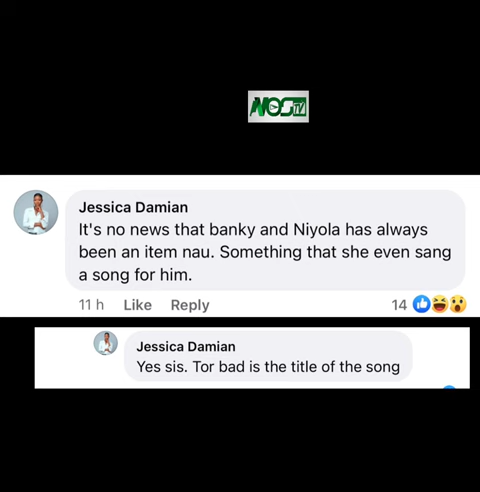 NOSTV
Jessica Damian
It's no news that banky and Niyola has always
been an item nau. Something that she even sang
a song for him.
11 h Like Reply 14
Jessica Damian
Yes sis. Tor bad is the title of the song